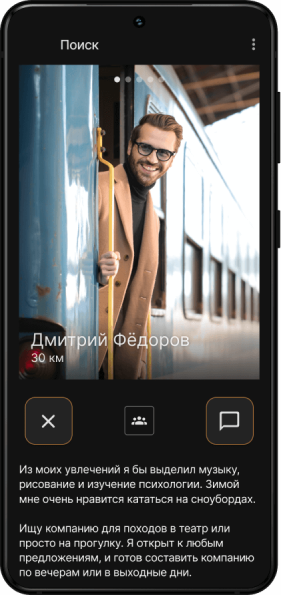 Поиск
Дмитрий Фёдоров
30 км
Из моих увлечений я бы выделил музыку,
рисование и изучение психологии. Зимой
мне очень нравится кататься на сноубордах.
Ищу компанию для походов в театр или
просто на прогулку. Я открыт к любым
предложениям, и готов составить компанию
по вечерам или в выходные дни.